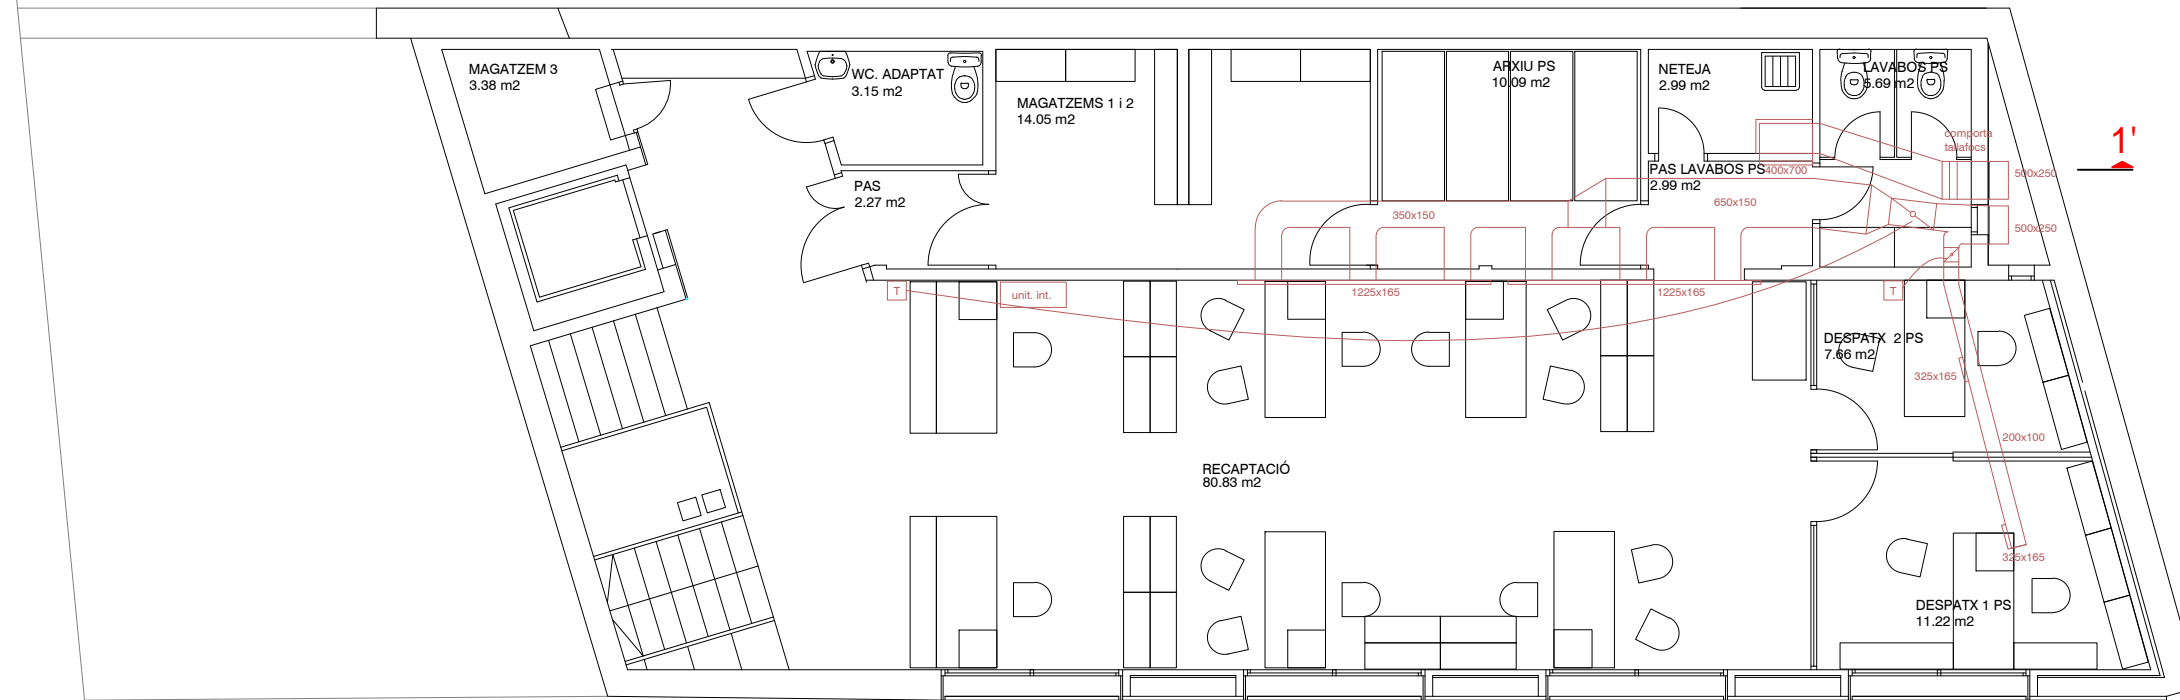 MAGATZEM 3
3.38 m2
WC. ADAPTAT
3.15 m2
MAGATZEMS 1 i 2
14.05 m2
ARXIU PS
10.09 m2
NETEJA
2.99 m2
LAVABOS PS
5.69 m2
comporta
tallafocs
1'
PAS
2.27 m2
PAS LAVABOS PS
2.99 m2
400x700
500x250
350x150
650x150
500x250
T
unit. int.
1225x165
1225x165
T
DESPATX 2 PS
7.66 m2
325x165
200x100
RECAPTACIÓ
80.83 m2
325x165
DESPATX 1 PS
11.22 m2